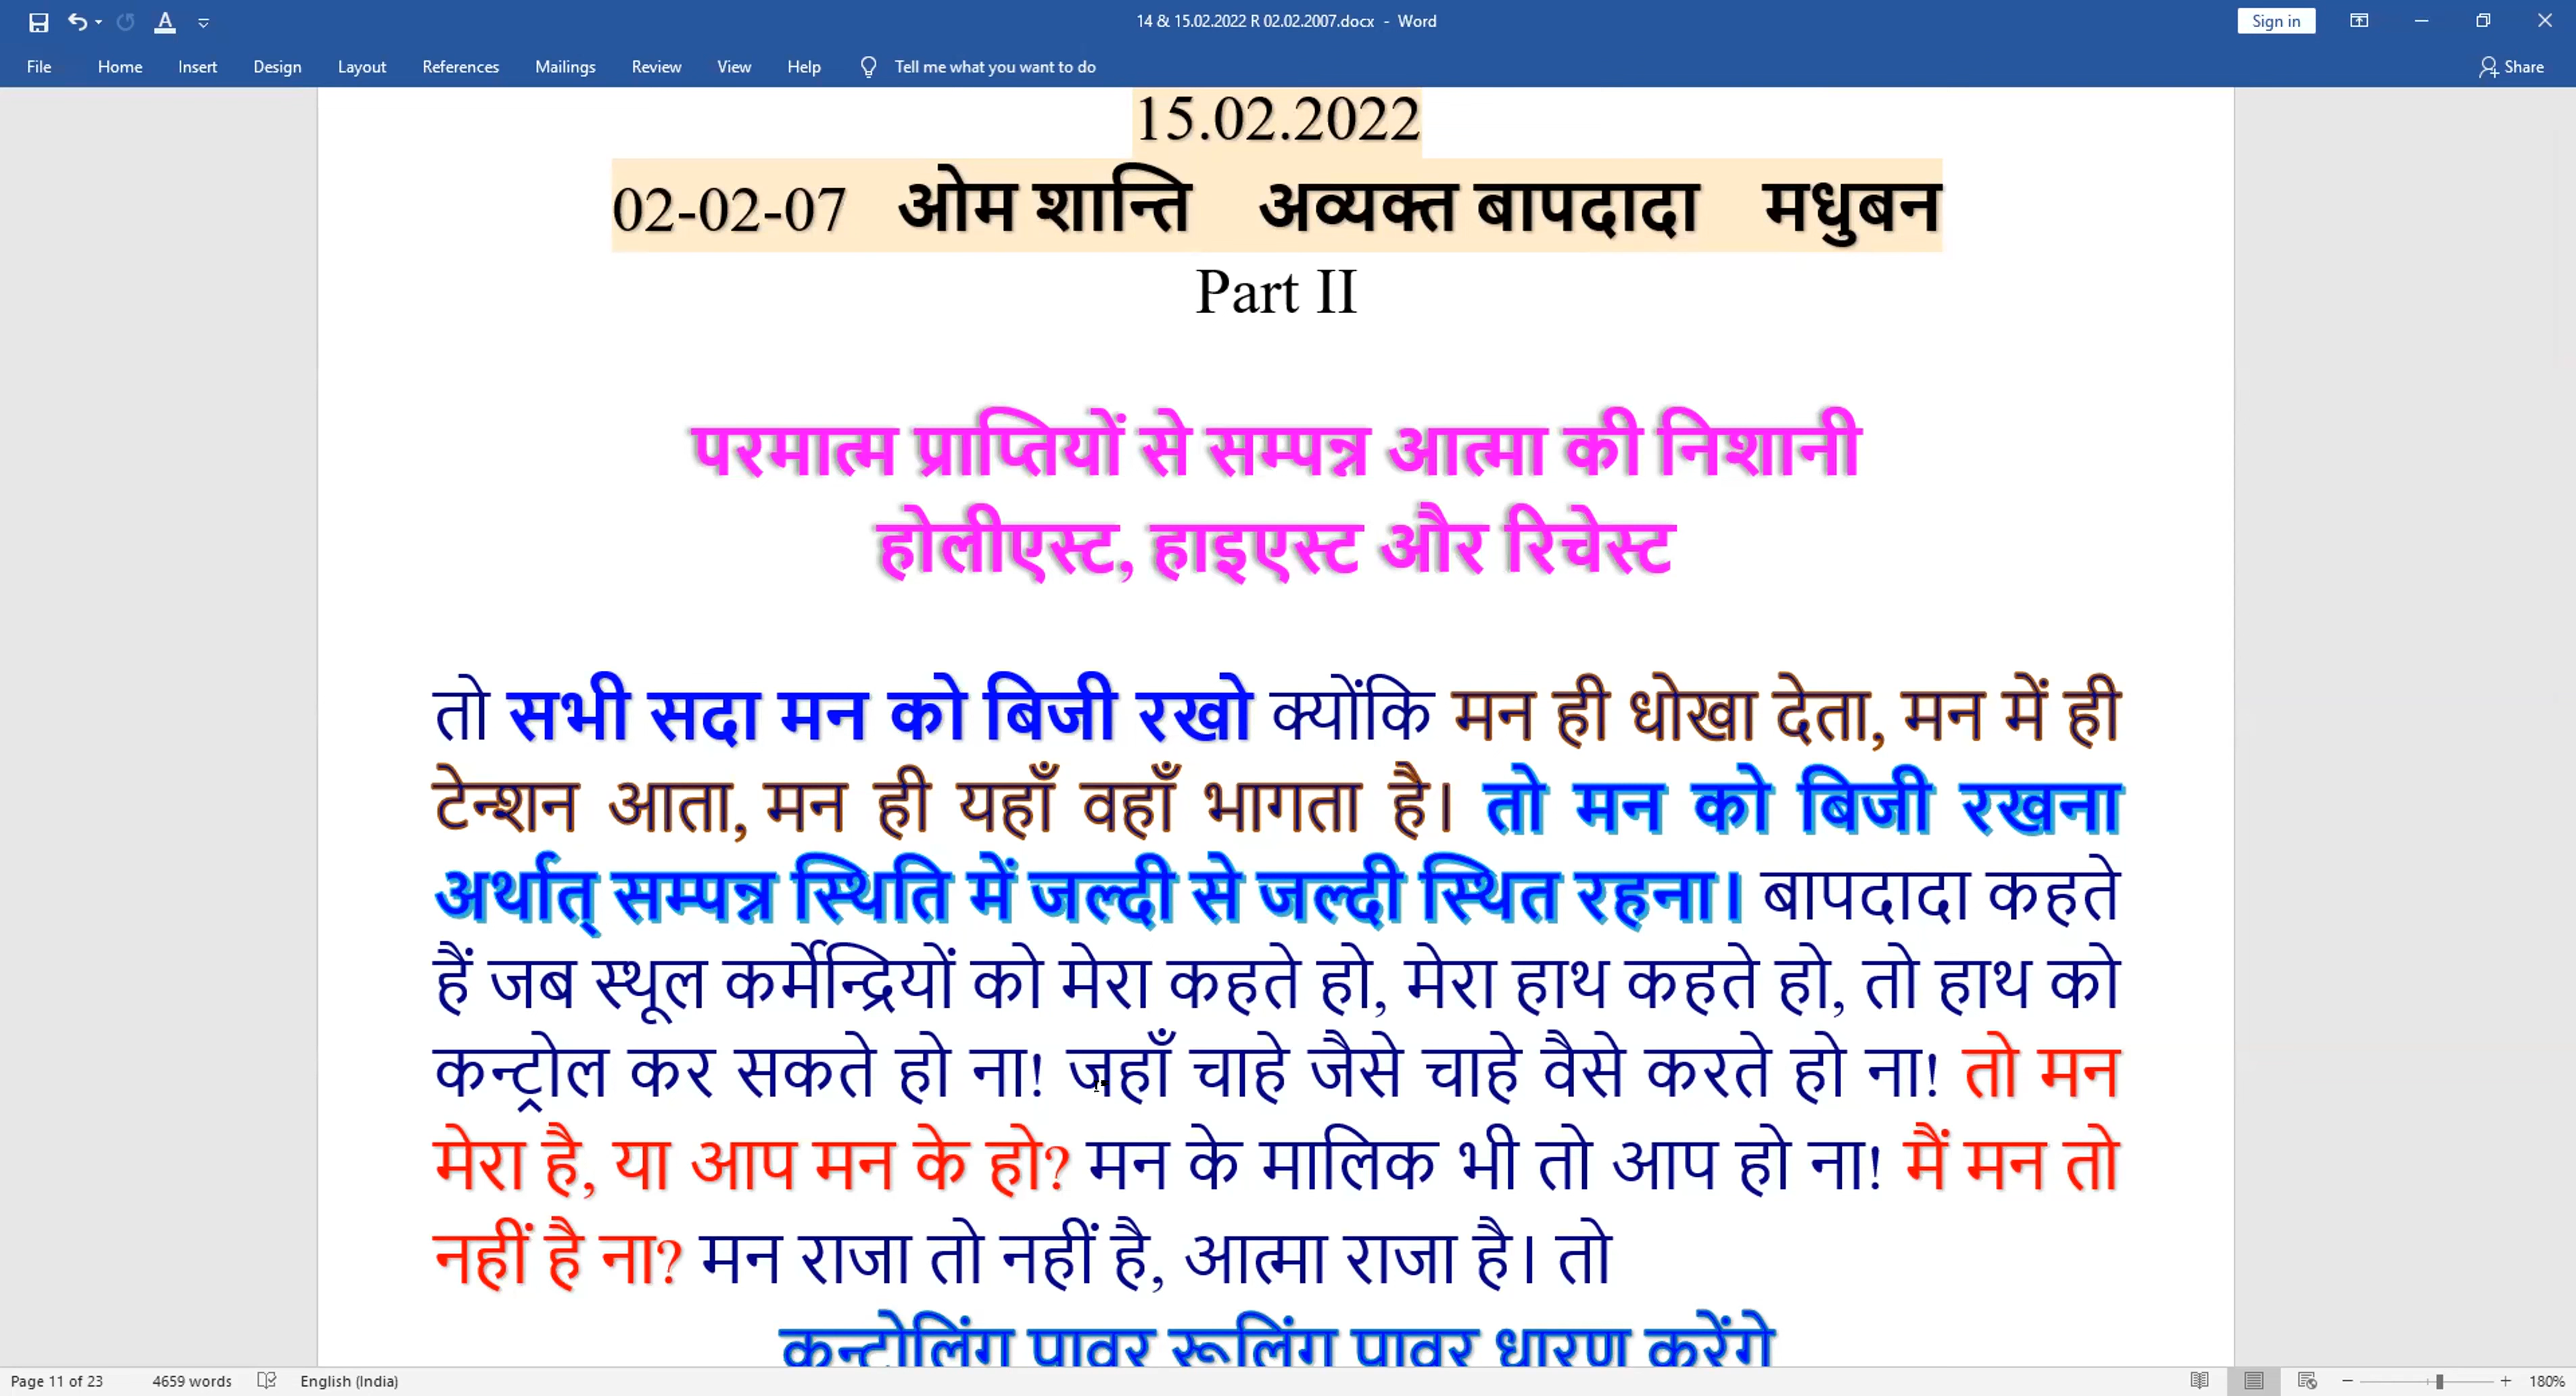 14 & 15.02.2022 R 02.02.2007.docx - Word
Sign in
File Home Insert Design Layout References Mailings Review View Help Tell me what you want to do Share
15.02.2022
02-02-07 ओम शान्ति अव्यक्त बापदादा मधुबन
Part II
परमात्म प्राप्तियों से सम्पन्न आत्मा की निशानी
होलीएस्ट, हाइएस्ट और रिचेस्ट
तो सभी सदा मन को बिजी रखो क्योंकि मन ही धोखा देता, मन में ही
टेन्शन आता, मन ही यहाँ वहाँ भागता है। तो मन को बिजी रखना
अर्थात् सम्पन्न स्थिति में जल्दी से जल्दी स्थित रहना। बापदादा कहते
हैं जब स्थूल कर्मेन्द्रियों को मेरा कहते हो, मेरा हाथ कहते हो, तो हाथ को
कन्ट्रोल कर सकते हो ना! जहाँ चाहे जैसे चाहे वैसे करते हो ना! तो मन
मेरा है, या आप मन के हो? मन के मालिक भी तो आप हो ना! मैं मन तो
नहीं है ना? मन राजा तो नहीं है, आत्मा राजा है। तो
कन्ट्रोलिंग पावर रूलिंग पावर धारण करेंगे
Page 11 of 23 4659 words English (India) 180%